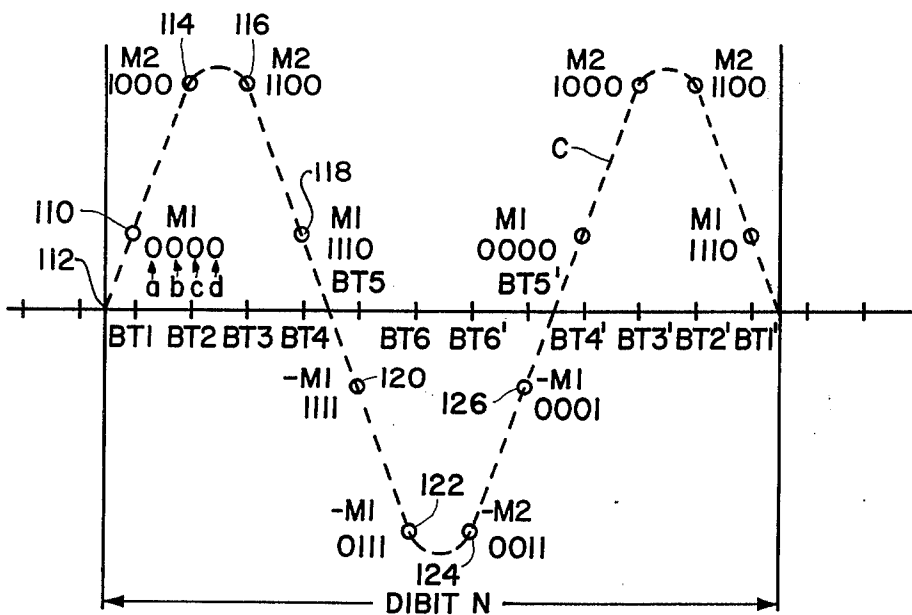 114 116
M2 M2 M2 M2
1000 1100 1000 1100
C
110 118
M1 M1 M1 M1
0000 1110 0000 1110
112 a b c d BT5 BT5'
BT1 BT2 BT3 BT4 BT6 BT6' BT4' BT3' BT2' BT1'
-M1 120 126 -M1
1111 0001
-M1 122 -M2
0111 0011
124
DIBIT N